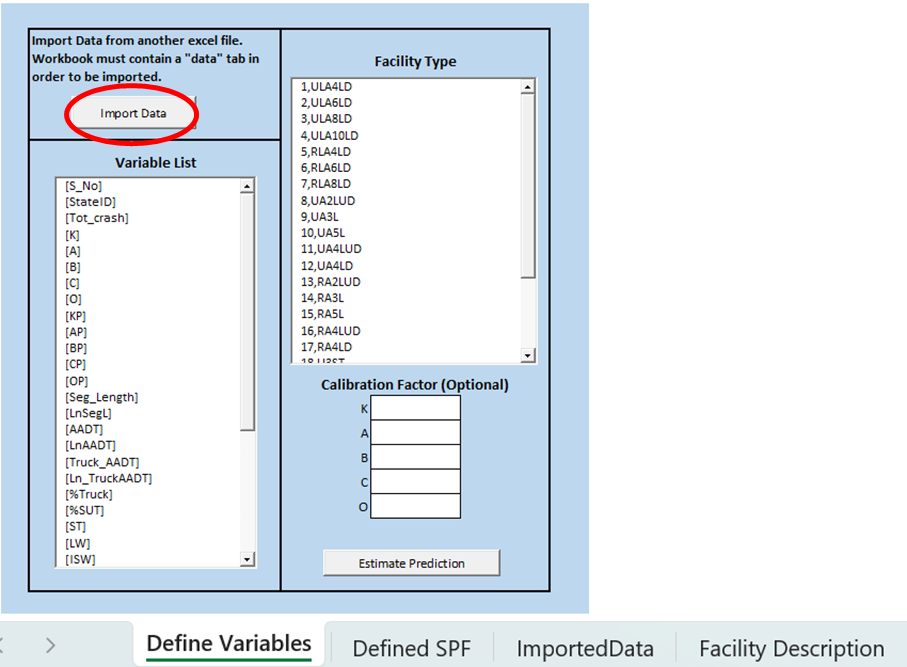 Import Data from another excel file.
Workbook must contain a "data" tab in
order to be imported.
Import Data
Variable List
[S_No]
[StateID]
[Tot_crash]
[K]
[A]
[B]
[C]
[O]
[KP]
[AP]
[BP]
[CP]
[OP]
[Seg_Length]
[LnSegL]
[AADT]
[LnAADT]
[Truck_AADT]
[Ln_TruckAADT]
[%Truck]
[%SUT]
[ST]
[LW]
[ISW]
Facility Type
1,ULA4LD
2,ULA6LD
3,ULA8LD
4,ULA10LD
5,RLA4LD
6,RLA6LD
7,RLA8LD
8,UA2LUD
9,UA3L
10,UA5L
11,UA4LUD
12,UA4LD
13,RA2LUD
14,RA3L
15,RA5L
16,RA4LUD
17,RA4LD
18,U3ST
Calibration Factor (Optional)
K
A
B
C
O
Estimate Prediction
Define Variables
Defined SPF
ImportedData
Facility Description